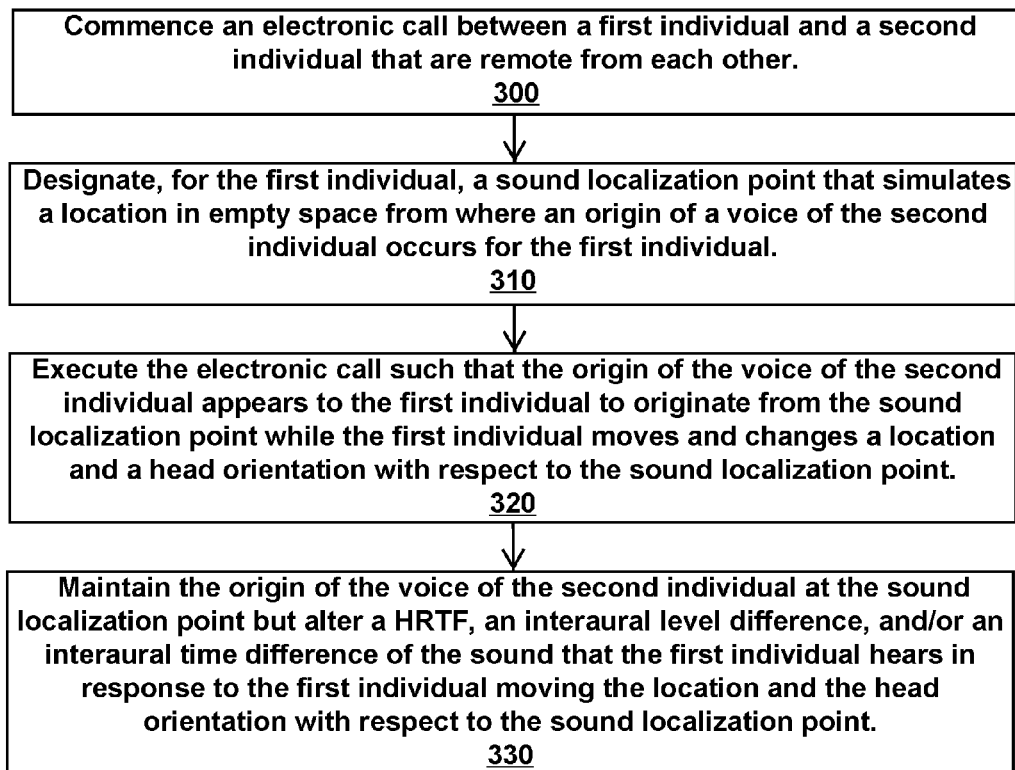 Commence an electronic call between a first individual and a second
individual that are remote from each other.
300
Designate, for the first individual, a sound localization point that simulates
a location in empty space from where an origin of a voice of the second
individual occurs for the first individual.
310
Execute the electronic call such that the origin of the voice of the second
individual appears to the first individual to originate from the sound
localization point while the first individual moves and changes a location
and a head orientation with respect to the sound localization point.
320
Maintain the origin of the voice of the second individual at the sound
localization point but alter a HRTF, an interaural level difference, and/or an
interaural time difference of the sound that the first individual hears in
response to the first individual moving the location and the head
orientation with respect to the sound localization point.
330